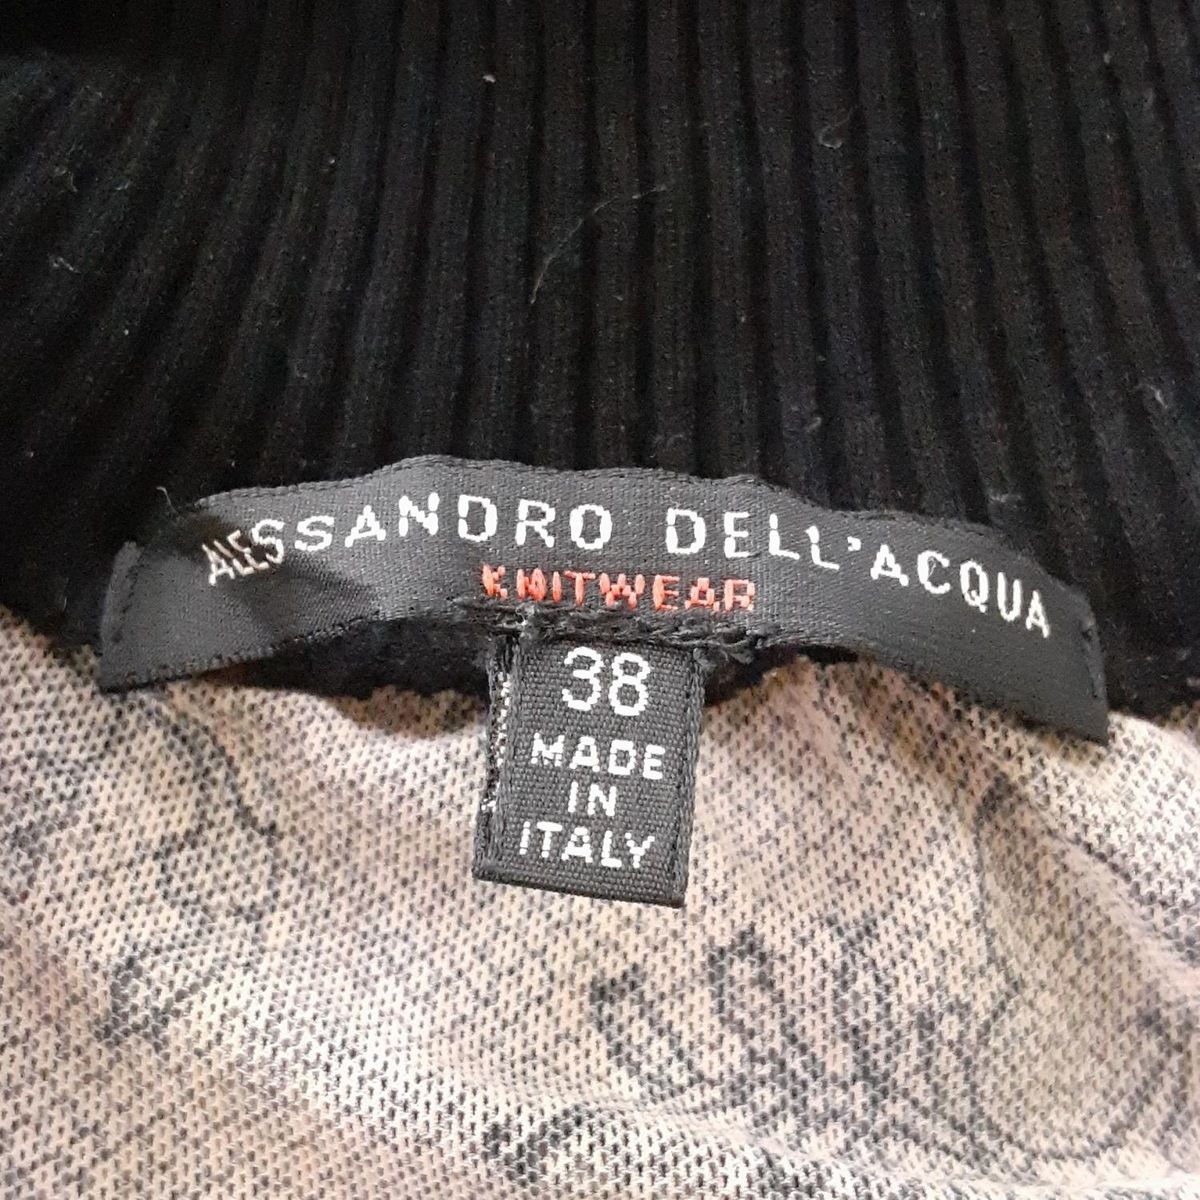 ALESSANDRO DELL'ACQUA
KNITWEAR
38
MADE
IN
ITALY